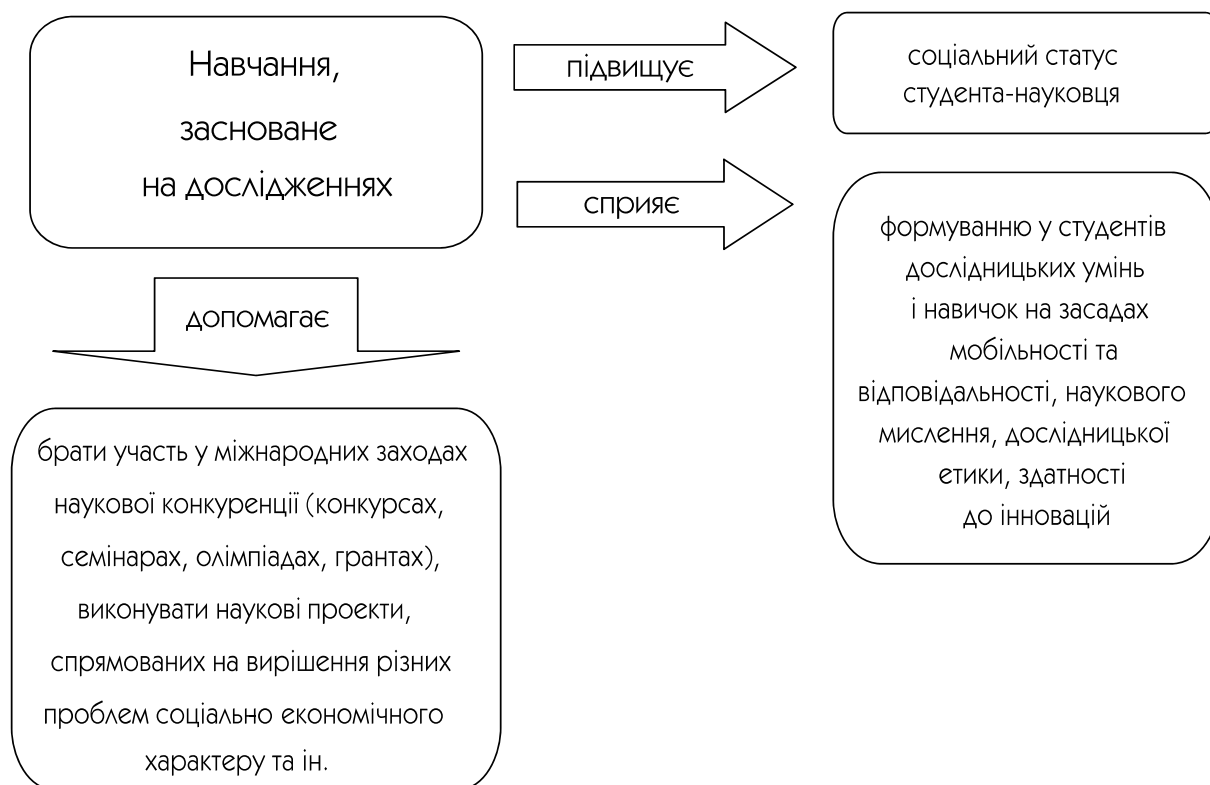 Навчання,
засноване
на дослідженнях
підвищує
соціальний статус
студента-науковця
сприяє
формуванню у студентів
дослідницьких умінь
і навичок на засадах
мобільності та
відповідальності, наукового
мислення, дослідницької
етики, здатності
до інновацій
допомагає
брати участь у міжнародних заходах
наукової конкуренції (конкурсах,
семінарах, олімпіадах, грантах),
виконувати наукові проекти,
спрямованих на вирішення різних
проблем соціально економічного
характеру та ін.